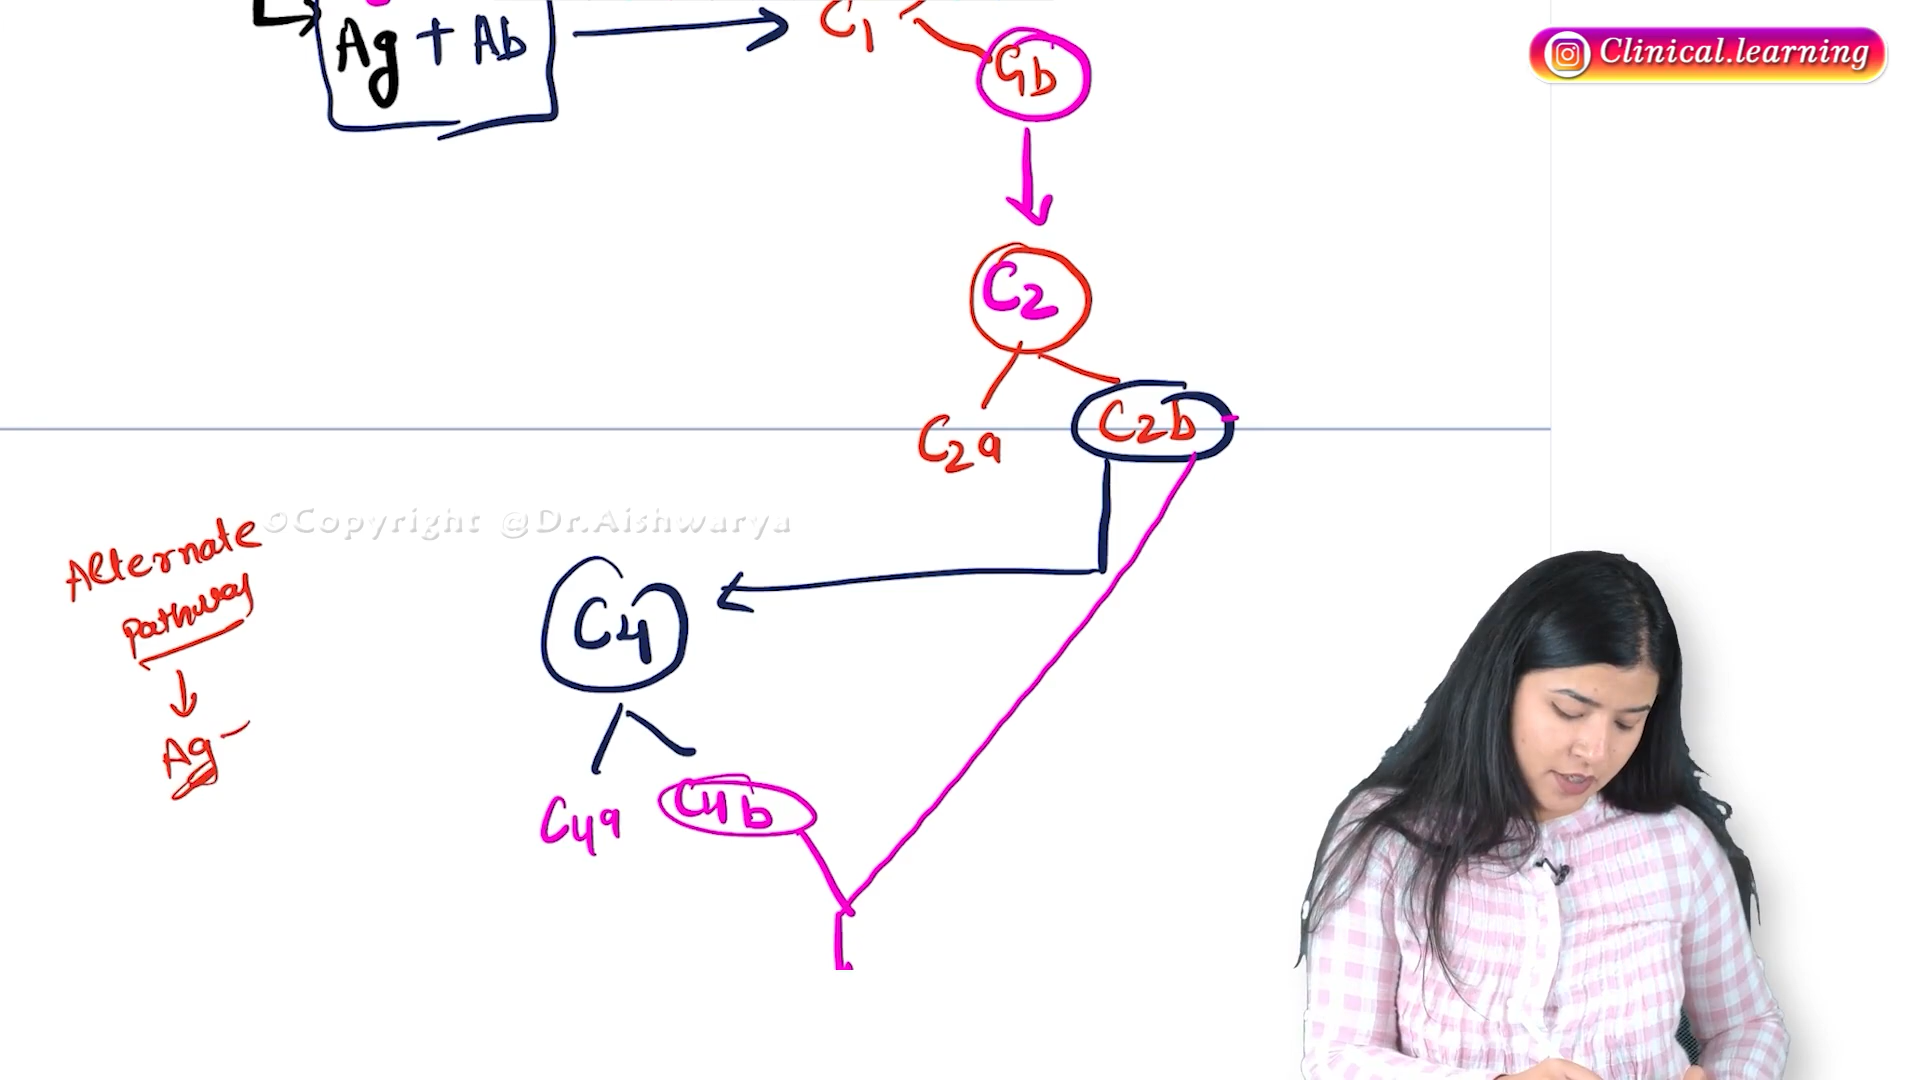 Clinical.learning
Ag + Ab
C1
C1b
C2
C2a
C2b
©Copyright @Dr.Aishwarya
Alternate
pathway
Ag
C4
C4a
C4b